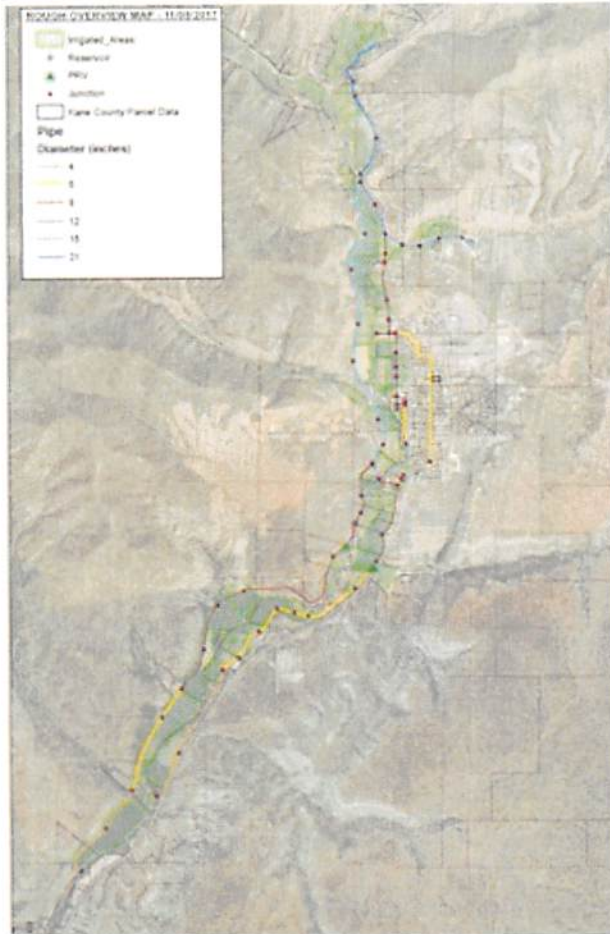 ROUGH OVERVIEW MAP - 11/08/2017
Irrigated_Areas
Reservoir
PRV
Junction
Kane County Parcel Data
Pipe
Diameter (inches)
4
6
8
12
15
21